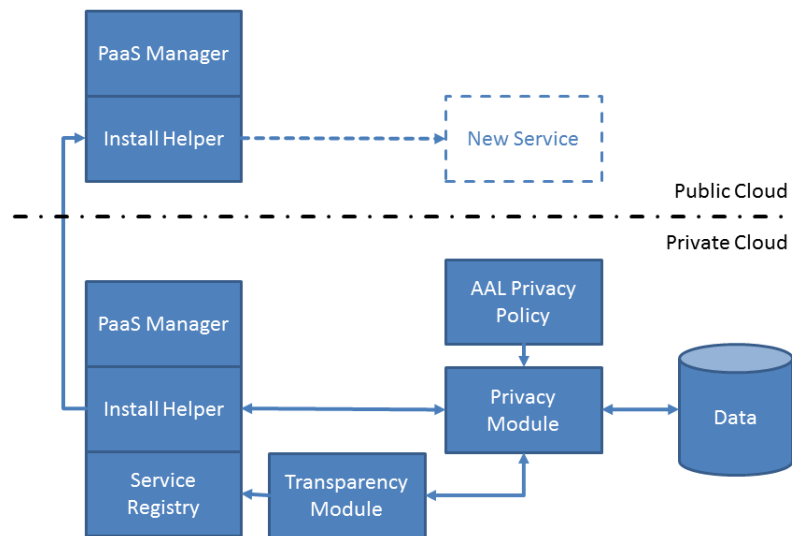 PaaS Manager
Install Helper
New Service
Public Cloud
Private Cloud
PaaS Manager
AAL Privacy
Policy
Install Helper
Privacy
Module
Data
Service
Registry
Transparency
Module